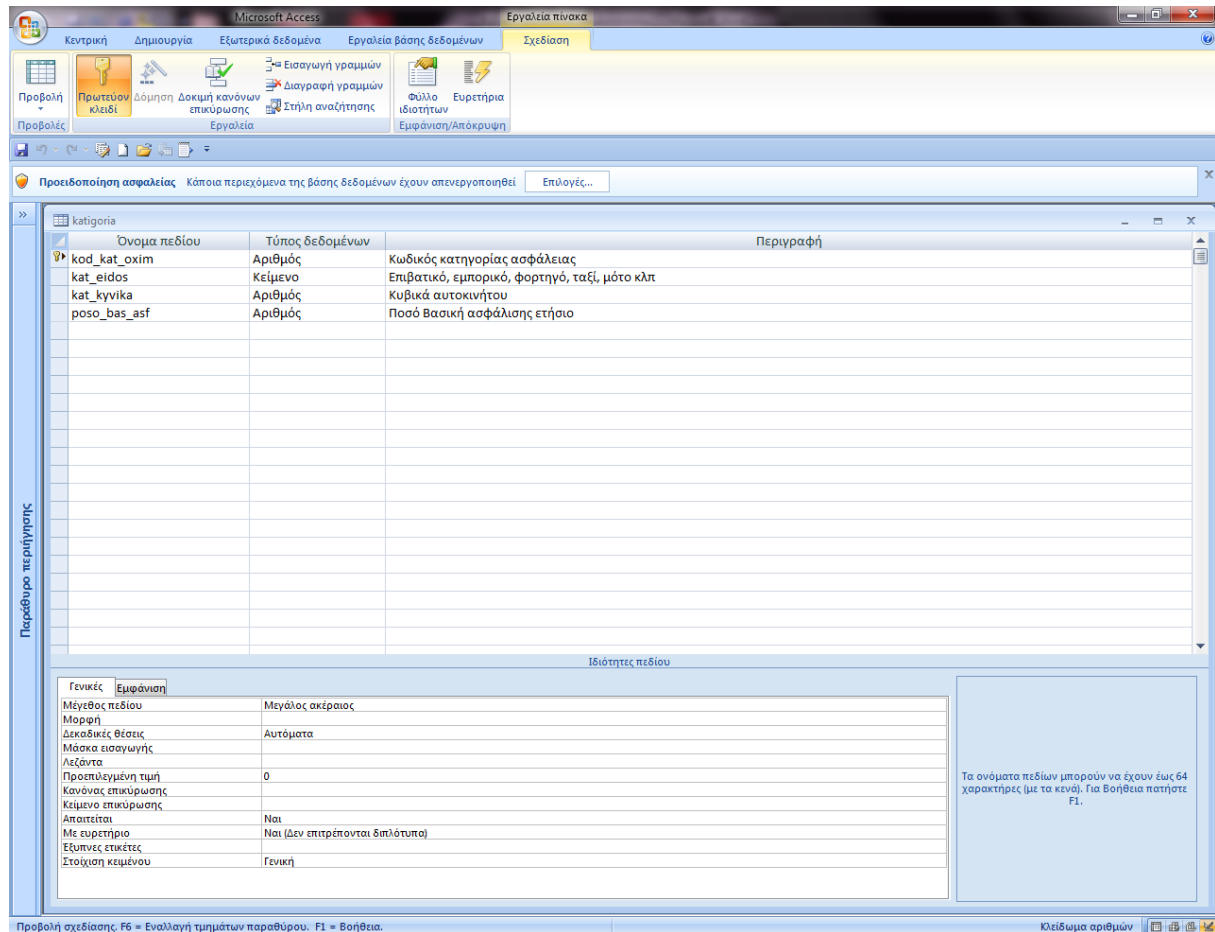 Microsoft Access
Εργαλεία πίνακα
Κεντρική Δημιουργία Εξωτερικά δεδομένα Εργαλεία βάσης δεδομένων Σχεδίαση
Προβολή
Πρωτεύον κλειδί
Δόμηση
Δοκιμή κανόνων επικύρωσης
Εισαγωγή γραμμών
Διαγραφή γραμμών
Στήλη αναζήτησης
Φύλλο ιδιοτήτων
Ευρετήρια
Προβολές Εργαλεία Εμφάνιση/Απόκρυψη
Προειδοποίηση ασφαλείας Κάποια περιεχόμενα της βάσης δεδομένων έχουν απενεργοποιηθεί Επιλογές...
katigoria
Όνομα πεδίου Τύπος δεδομένων Περιγραφή
kod_kat_oxim Αριθμός Κωδικός κατηγορίας ασφάλειας
kat_eidos Κείμενο Επιβατικό, εμπορικό, φορτηγό, ταξί, μότο κλπ
kat_kyvika Αριθμός Κυβικά αυτοκινήτου
poso_bas_asf Αριθμός Ποσό Βασική ασφάλισης ετήσιο
Παράθυρο περιήγησης
Ιδιότητες πεδίου
Γενικές Εμφάνιση
Μέγεθος πεδίου Μεγάλος ακέραιος
Μορφή
Δεκαδικές θέσεις Αυτόματα
Μάσκα εισαγωγής
Λεζάντα
Προεπιλεγμένη τιμή 0
Κανόνας επικύρωσης
Κείμενο επικύρωσης
Απαιτείται Ναι
Με ευρετήριο Ναι (Δεν επιτρέπονται διπλότυπα)
Έξυπνες ετικέτες
Στοίχιση κειμένου Γενική
Τα ονόματα πεδίων μπορούν να έχουν έως 64
χαρακτήρες (με τα κενά). Για Βοήθεια πατήστε
F1.
Προβολή σχεδίασης. F6 = Εναλλαγή τμημάτων παραθύρου. F1 = Βοήθεια. Κλείδωμα αριθμών